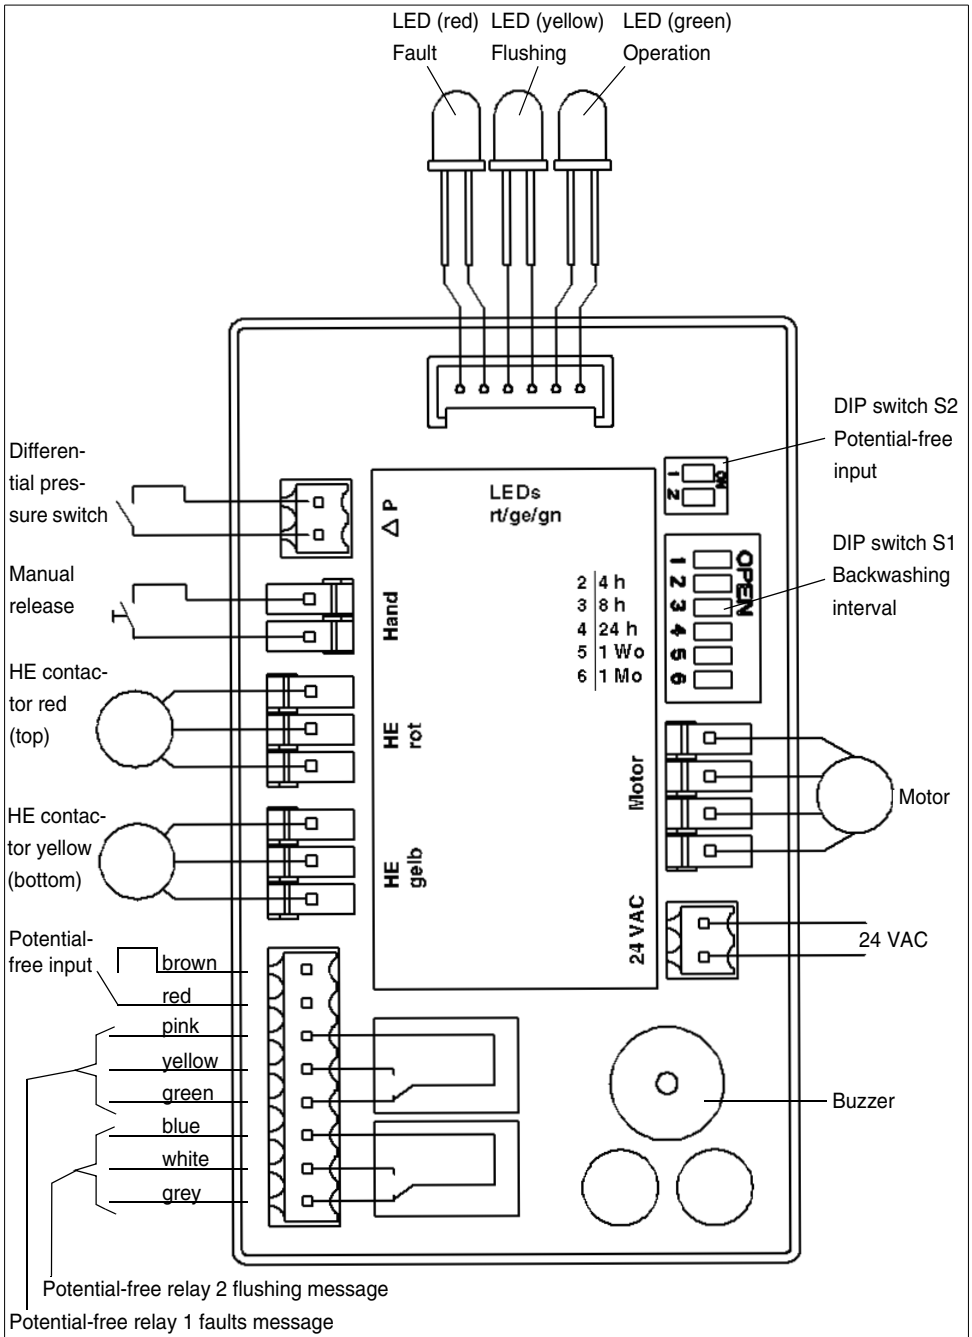 LED (red) LED (yellow) LED (green)
Fault Flushing Operation
DIP switch S2
Potential-free
input
1
2
ON
Differen-
tial pres-
sure switch
△ P
LEDs
rt/ge/gn
DIP switch S1
Backwashing
interval
1
2
3
4
5
6
OPEN
Manual
release
Hand
2 4 h
3 8 h
4 24 h
5 1 Wo
6 1 Mo
HE contac-
tor red
(top)
HE
rot
Motor
Motor
HE contac-
tor yellow
(bottom)
HE
gelb
24 VAC
24 VAC
Potential-
free input
brown
red
pink
yellow
green
blue
white
grey
Buzzer
Potential-free relay 2 flushing message
Potential-free relay 1 faults message